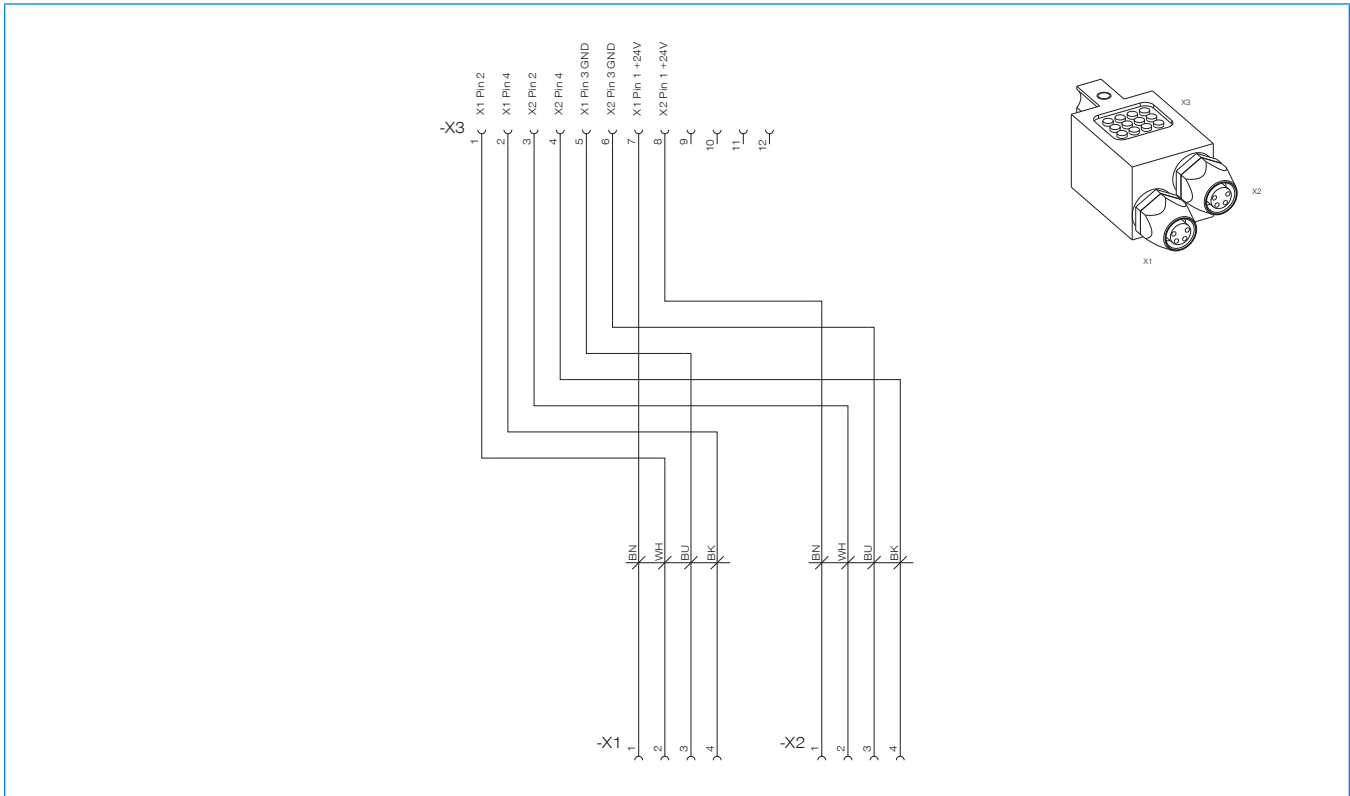 X1 Pin 2
X1 Pin 4
X2 Pin 2
X2 Pin 4
X1 Pin 3 GND
X2 Pin 3 GND
X1 Pin 1 +24V
X2 Pin 1 +24V
-X3
1
2
3
4
5
6
7
8
9
10
11
12
X3
X2
X1
BN
WH
BU
BK
BN
WH
BU
BK
-X1
1
2
3
4
-X2
1
2
3
4